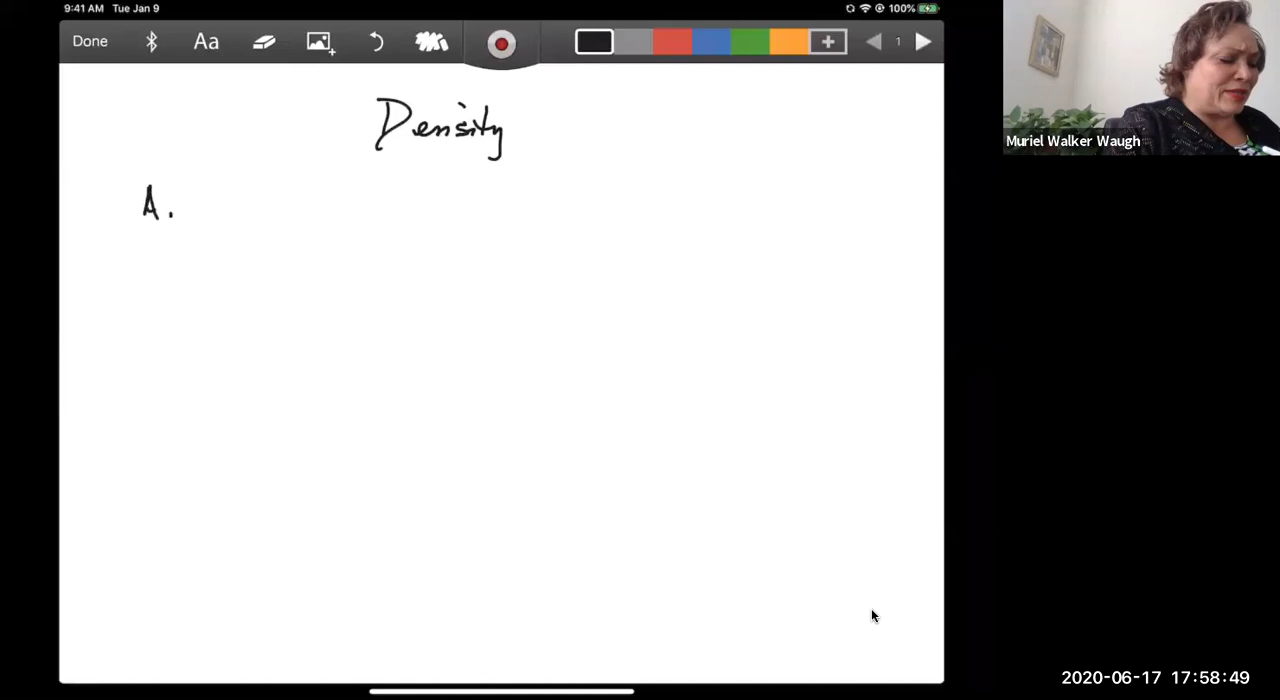 9:41 AM Tue Jan 9 100%
Done Aa 1
Density
A.
Muriel Walker Waugh
2020-06-17 17:58:49